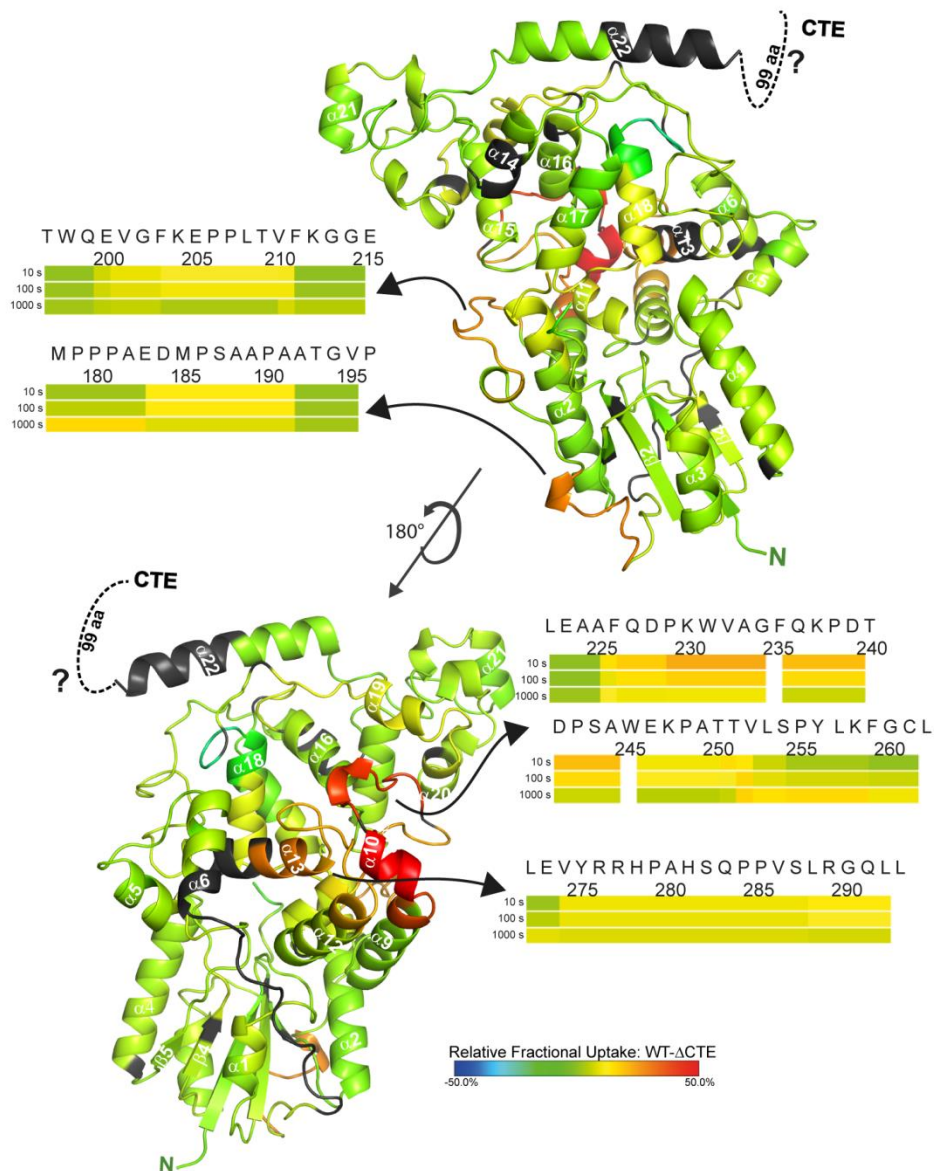 CTE
99 aa
?
α22
α21
α14
α16
α6
α17
α18
α13
α15
α5
T W Q E V G F K E P P L T V F K G G E
200 205 210 215
10 s
100 s
1000 s
α11
α4
M P P P A E D M P S A A P A A T G V P
180 185 190 195
10 s
100 s
1000 s
α2
β2
α3
N
180°
CTE
99 aa
?
α22
α21
α19
α16
α18
α20
L E A A F Q D P K W V A G F Q K P D T
225 230 235 240
10 s
100 s
1000 s
D P S A W E K P A T T V L S P Y L K F G C L
245 250 255 260
10 s
100 s
1000 s
α10
α13
α6
α5
α12
α9
L E V Y R R H P A H S Q P P V S L R G Q L L
275 280 285 290
10 s
100 s
1000 s
α4
β5
β4
α1
α2
N
Relative Fractional Uptake: WT-ΔCTE
-50.0% 50.0%